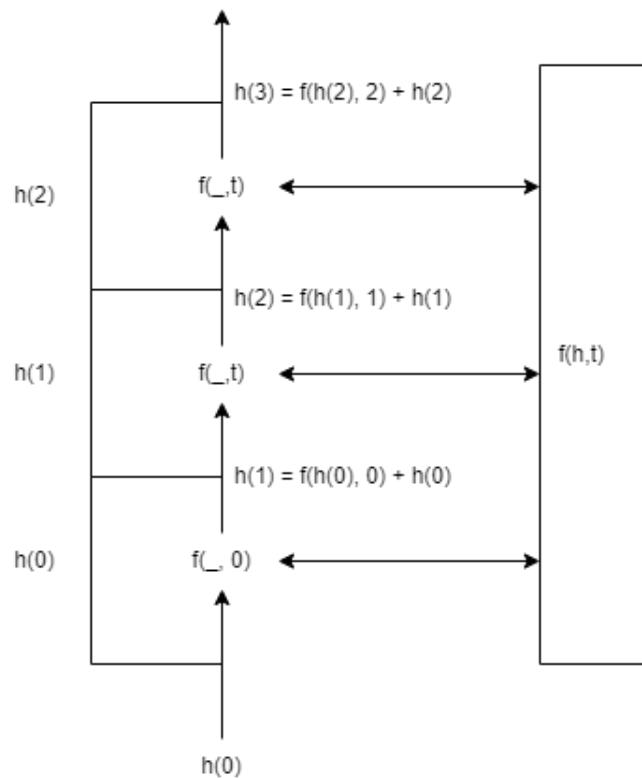 h(3) = f(h(2), 2) + h(2)
h(2)
f(_,t)
h(2) = f(h(1), 1) + h(1)
f(h,t)
h(1)
f(_,t)
h(1) = f(h(0), 0) + h(0)
h(0)
f(_, 0)
h(0)